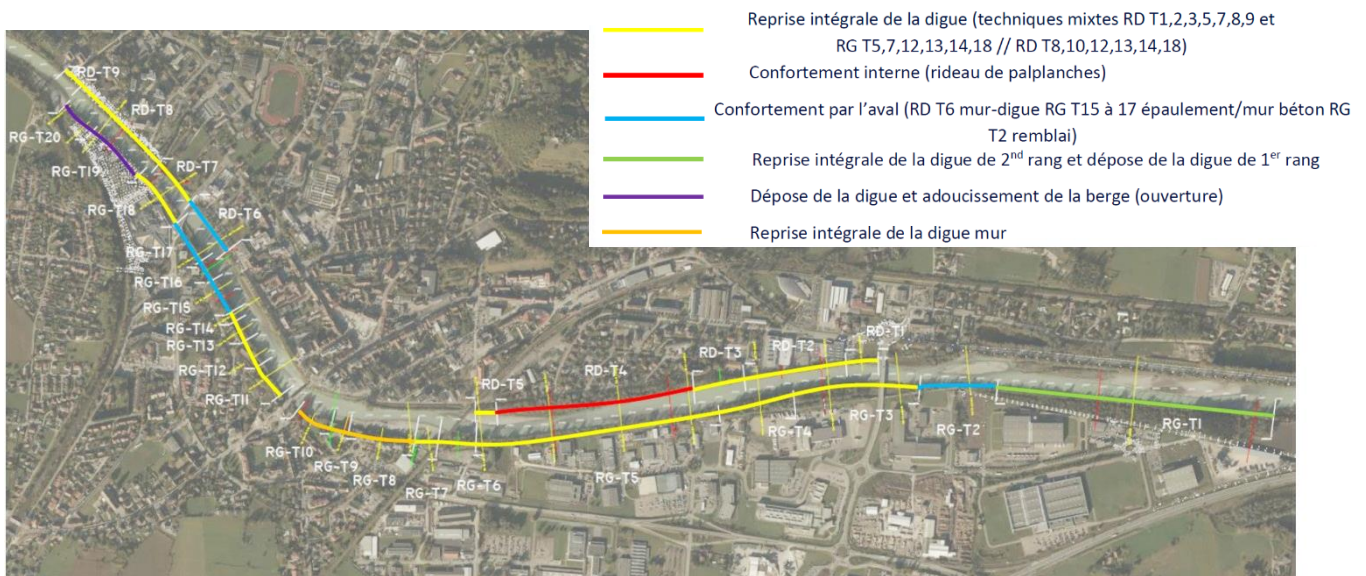 Reprise intégrale de la digue (techniques mixtes RD T1,2,3,5,7,8,9 et
RG T5,7,12,13,14,18 // RD T8,10,12,13,14,18)
Confortement interne (rideau de palplanches)
Confortement par l'aval (RD T6 mur-digue RG T15 à 17 épaulement/mur béton RG
T2 remblai)
Reprise intégrale de la digue de 2nd rang et dépose de la digue de 1er rang
Dépose de la digue et adoucissement de la berge (ouverture)
Reprise intégrale de la digue mur
RD-T9
RD-T8
RG-T20
RD-T7
RG-T19
RG-T18
RD-T6
RG-T17
RG-T16
RG-T15
RG-T14
RG-T13
RG-T12
RG-T11
RD-T5
RD-T4
RD-T3
RD-T2
RD-T1
RG-T10
RG-T9
RG-T8
RG-T7
RG-T6
RG-T5
RG-T4
RG-T3
RG-T2
RG-T1